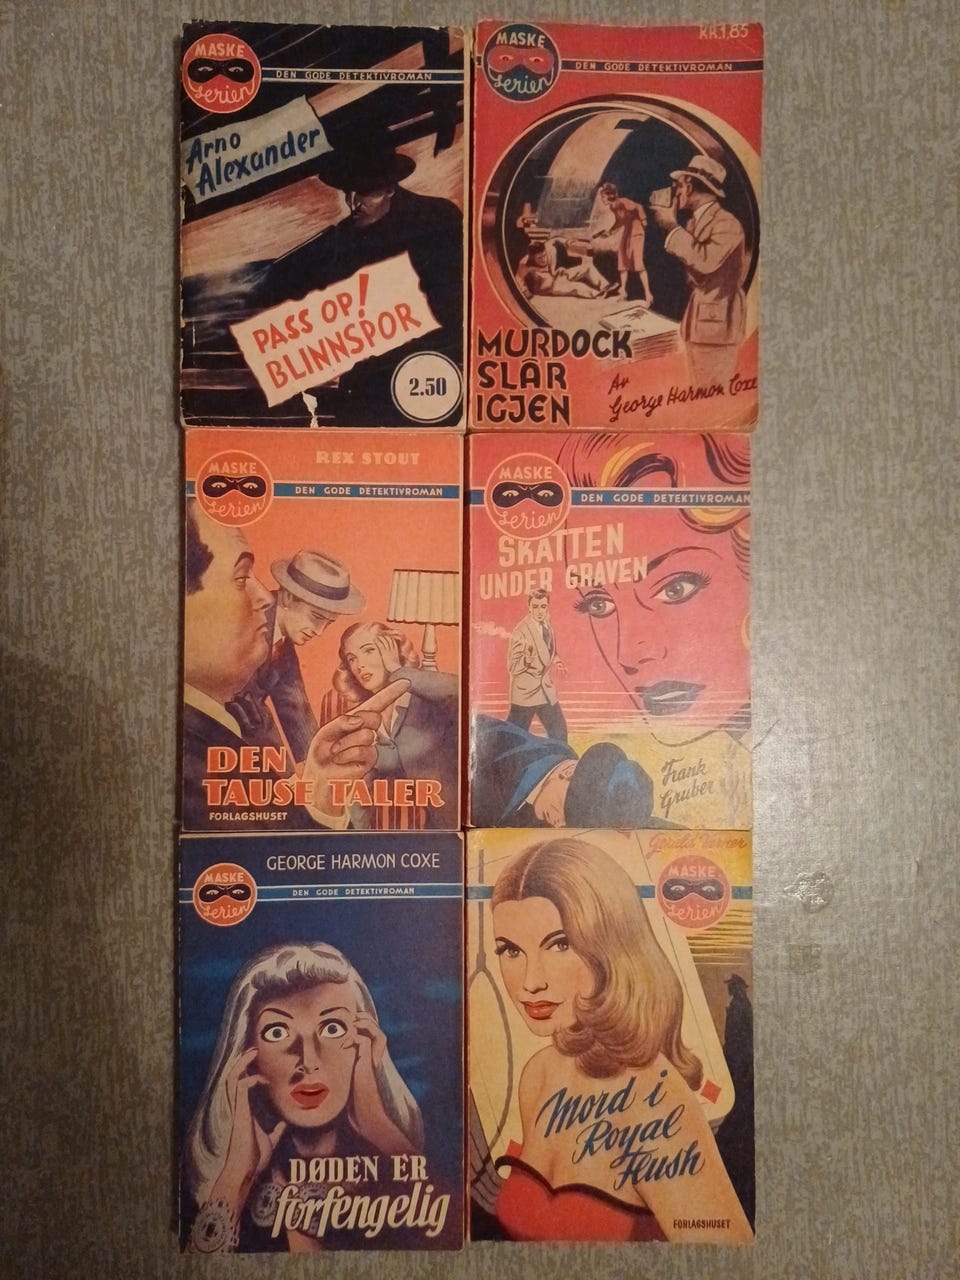 MASKE
Serien
DEN GODE DETEKTIVROMAN
Arno
Alexander
PASS OP!
BLINNSPOR
2.50
KR.1,85
MASKE
Serien
DEN GODE DETEKTIVROMAN
MURDOCK
SLÅR
IGJEN
Av
George Harmon Coxe
REX STOUT
MASKE
Serien
DEN GODE DETEKTIVROMAN
DEN
TAUSE TALER
FORLAGSHUSET
MASKE
Serien
DEN GODE DETEKTIVROMAN
SKATTEN
UNDER GRAVEN
Frank
Gruber
GEORGE HARMON COXE
MASKE
Serien
DEN GODE DETEKTIVROMAN
DØDEN ER
forfengelig
Gerald Verner
MASKE
Serien
Mord i
Royal
Flush
FORLAGSHUSET